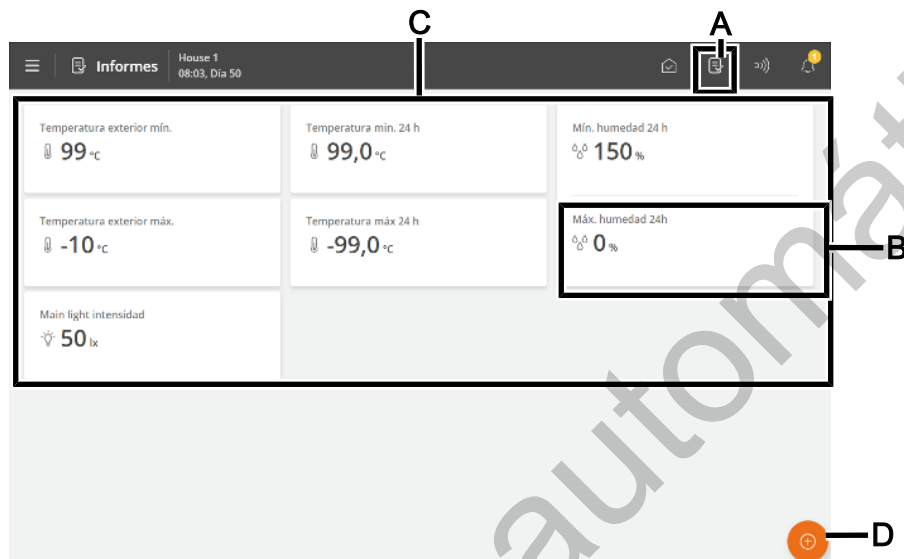 C
A
Informes
House 1
08:03, Día 50
1
Temperatura exterior mín.
99 °C
Temperatura min. 24 h
99,0 °C
Mín. humedad 24 h
150 %
Temperatura exterior máx.
-10 °C
Temperatura máx 24 h
-99,0 °C
Máx. humedad 24h
0 %
B
Main light intensidad
50 lx
D
automát